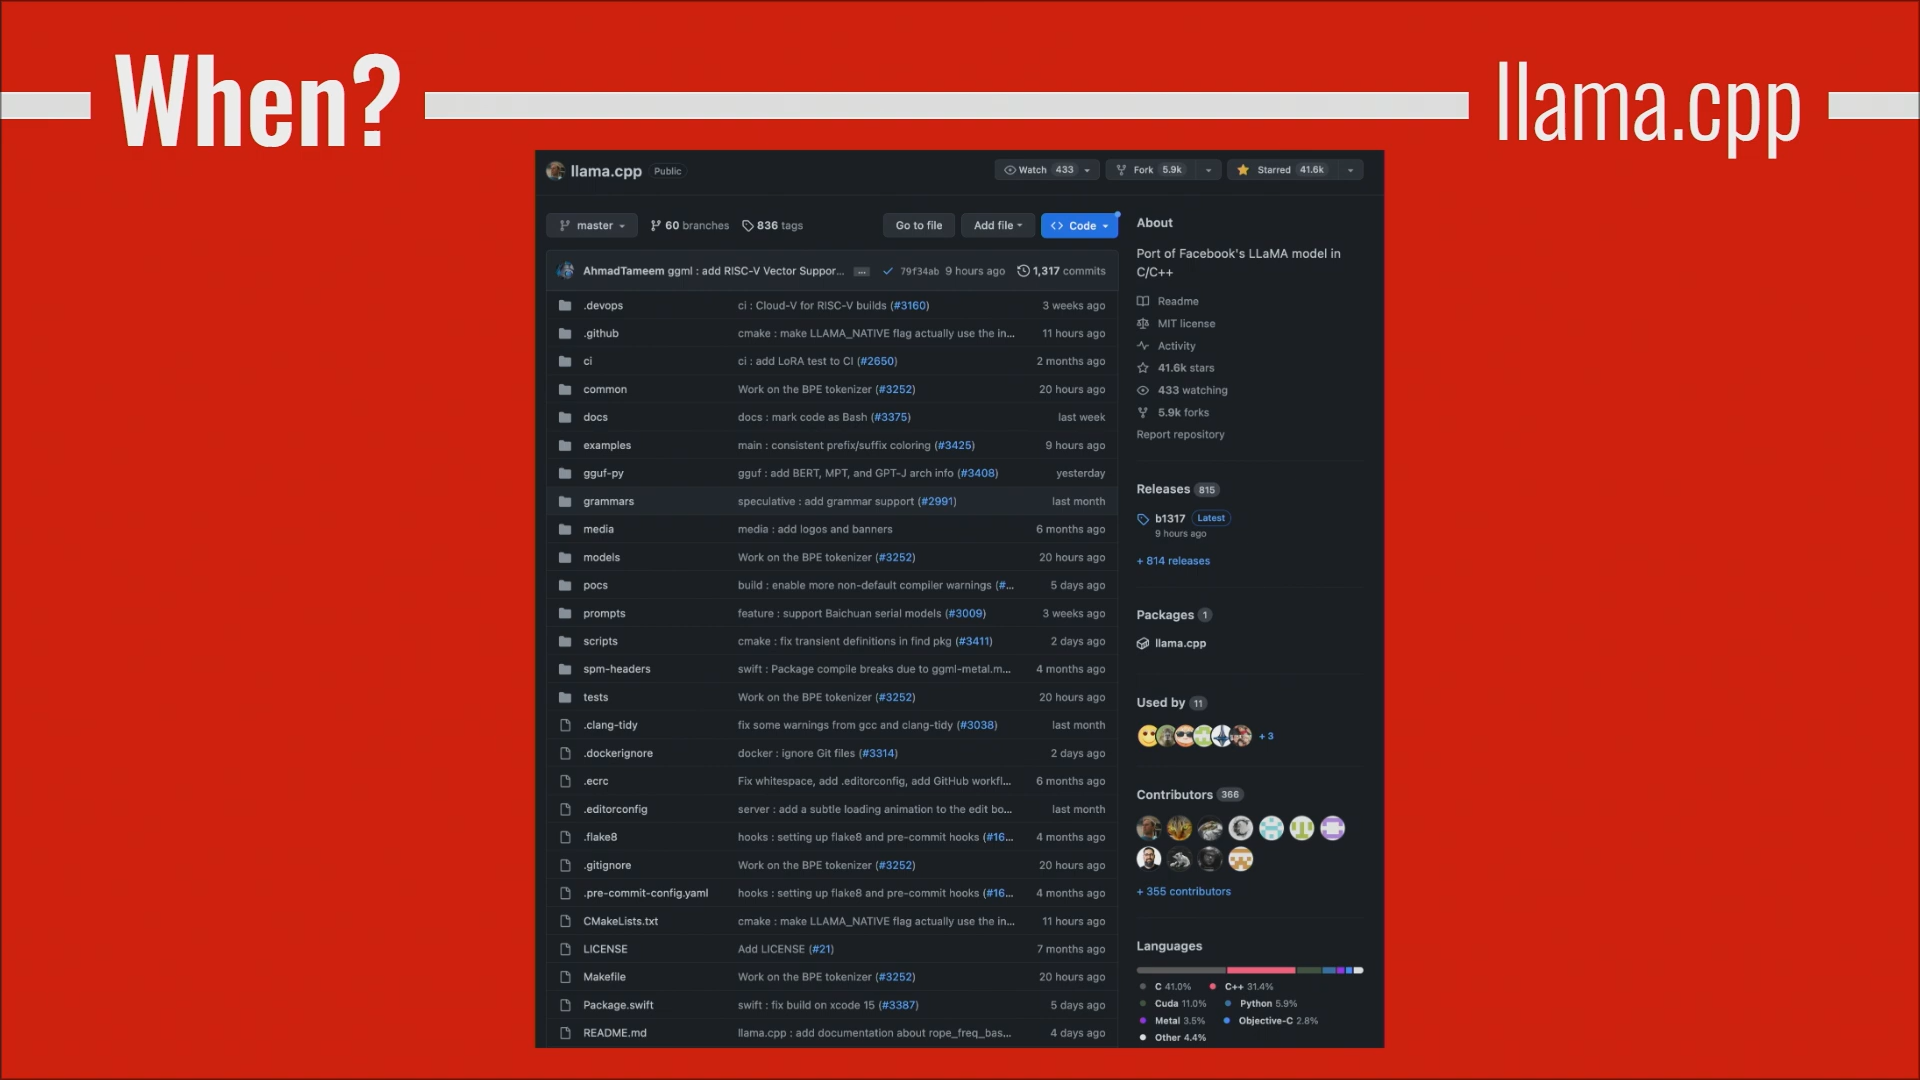 When?
llama.cpp
llama.cpp Public
Watch 433
Fork 5.9k
Starred 41.6k
master
60 branches
836 tags
Go to file
Add file
Code
AhmadTameem ggml : add RISC-V Vector Suppor... ... 79f34ab 9 hours ago 1,317 commits
.devops ci : Cloud-V for RISC-V builds (#3160) 3 weeks ago
.github cmake : make LLAMA_NATIVE flag actually use the in... 11 hours ago
ci ci : add LoRA test to CI (#2650) 2 months ago
common Work on the BPE tokenizer (#3252) 20 hours ago
docs docs : mark code as Bash (#3375) last week
examples main : consistent prefix/suffix coloring (#3425) 9 hours ago
gguf-py gguf : add BERT, MPT, and GPT-J arch info (#3408) yesterday
grammars speculative : add grammar support (#2991) last month
media media : add logos and banners 6 months ago
models Work on the BPE tokenizer (#3252) 20 hours ago
pocs build : enable more non-default compiler warnings (#... 5 days ago
prompts feature : support Baichuan serial models (#3009) 3 weeks ago
scripts cmake : fix transient definitions in find pkg (#3411) 2 days ago
spm-headers swift : Package compile breaks due to ggml-metal.m... 4 months ago
tests Work on the BPE tokenizer (#3252) 20 hours ago
.clang-tidy fix some warnings from gcc and clang-tidy (#3038) last month
.dockerignore docker : ignore Git files (#3314) 2 days ago
.ecrc Fix whitespace, add .editorconfig, add GitHub workfl... 6 months ago
.editorconfig server : add a subtle loading animation to the edit bo... last month
.flake8 hooks : setting up flake8 and pre-commit hooks (#16... 4 months ago
.gitignore Work on the BPE tokenizer (#3252) 20 hours ago
.pre-commit-config.yaml hooks : setting up flake8 and pre-commit hooks (#16... 4 months ago
CMakeLists.txt cmake : make LLAMA_NATIVE flag actually use the in... 11 hours ago
LICENSE Add LICENSE (#21) 7 months ago
Makefile Work on the BPE tokenizer (#3252) 20 hours ago
Package.swift swift : fix build on xcode 15 (#3387) 5 days ago
README.md llama.cpp : add documentation about rope_freq_bas... 4 days ago
About
Port of Facebook's LLaMA model in
C/C++
Readme
MIT license
Activity
41.6k stars
433 watching
5.9k forks
Report repository
Releases 815
b1317 Latest
9 hours ago
+ 814 releases
Packages 1
llama.cpp
Used by 11
+ 3
Contributors 366
+ 355 contributors
Languages
C 41.0% C++ 31.4%
Cuda 11.0% Python 5.9%
Metal 3.5% Objective-C 2.8%
Other 4.4%